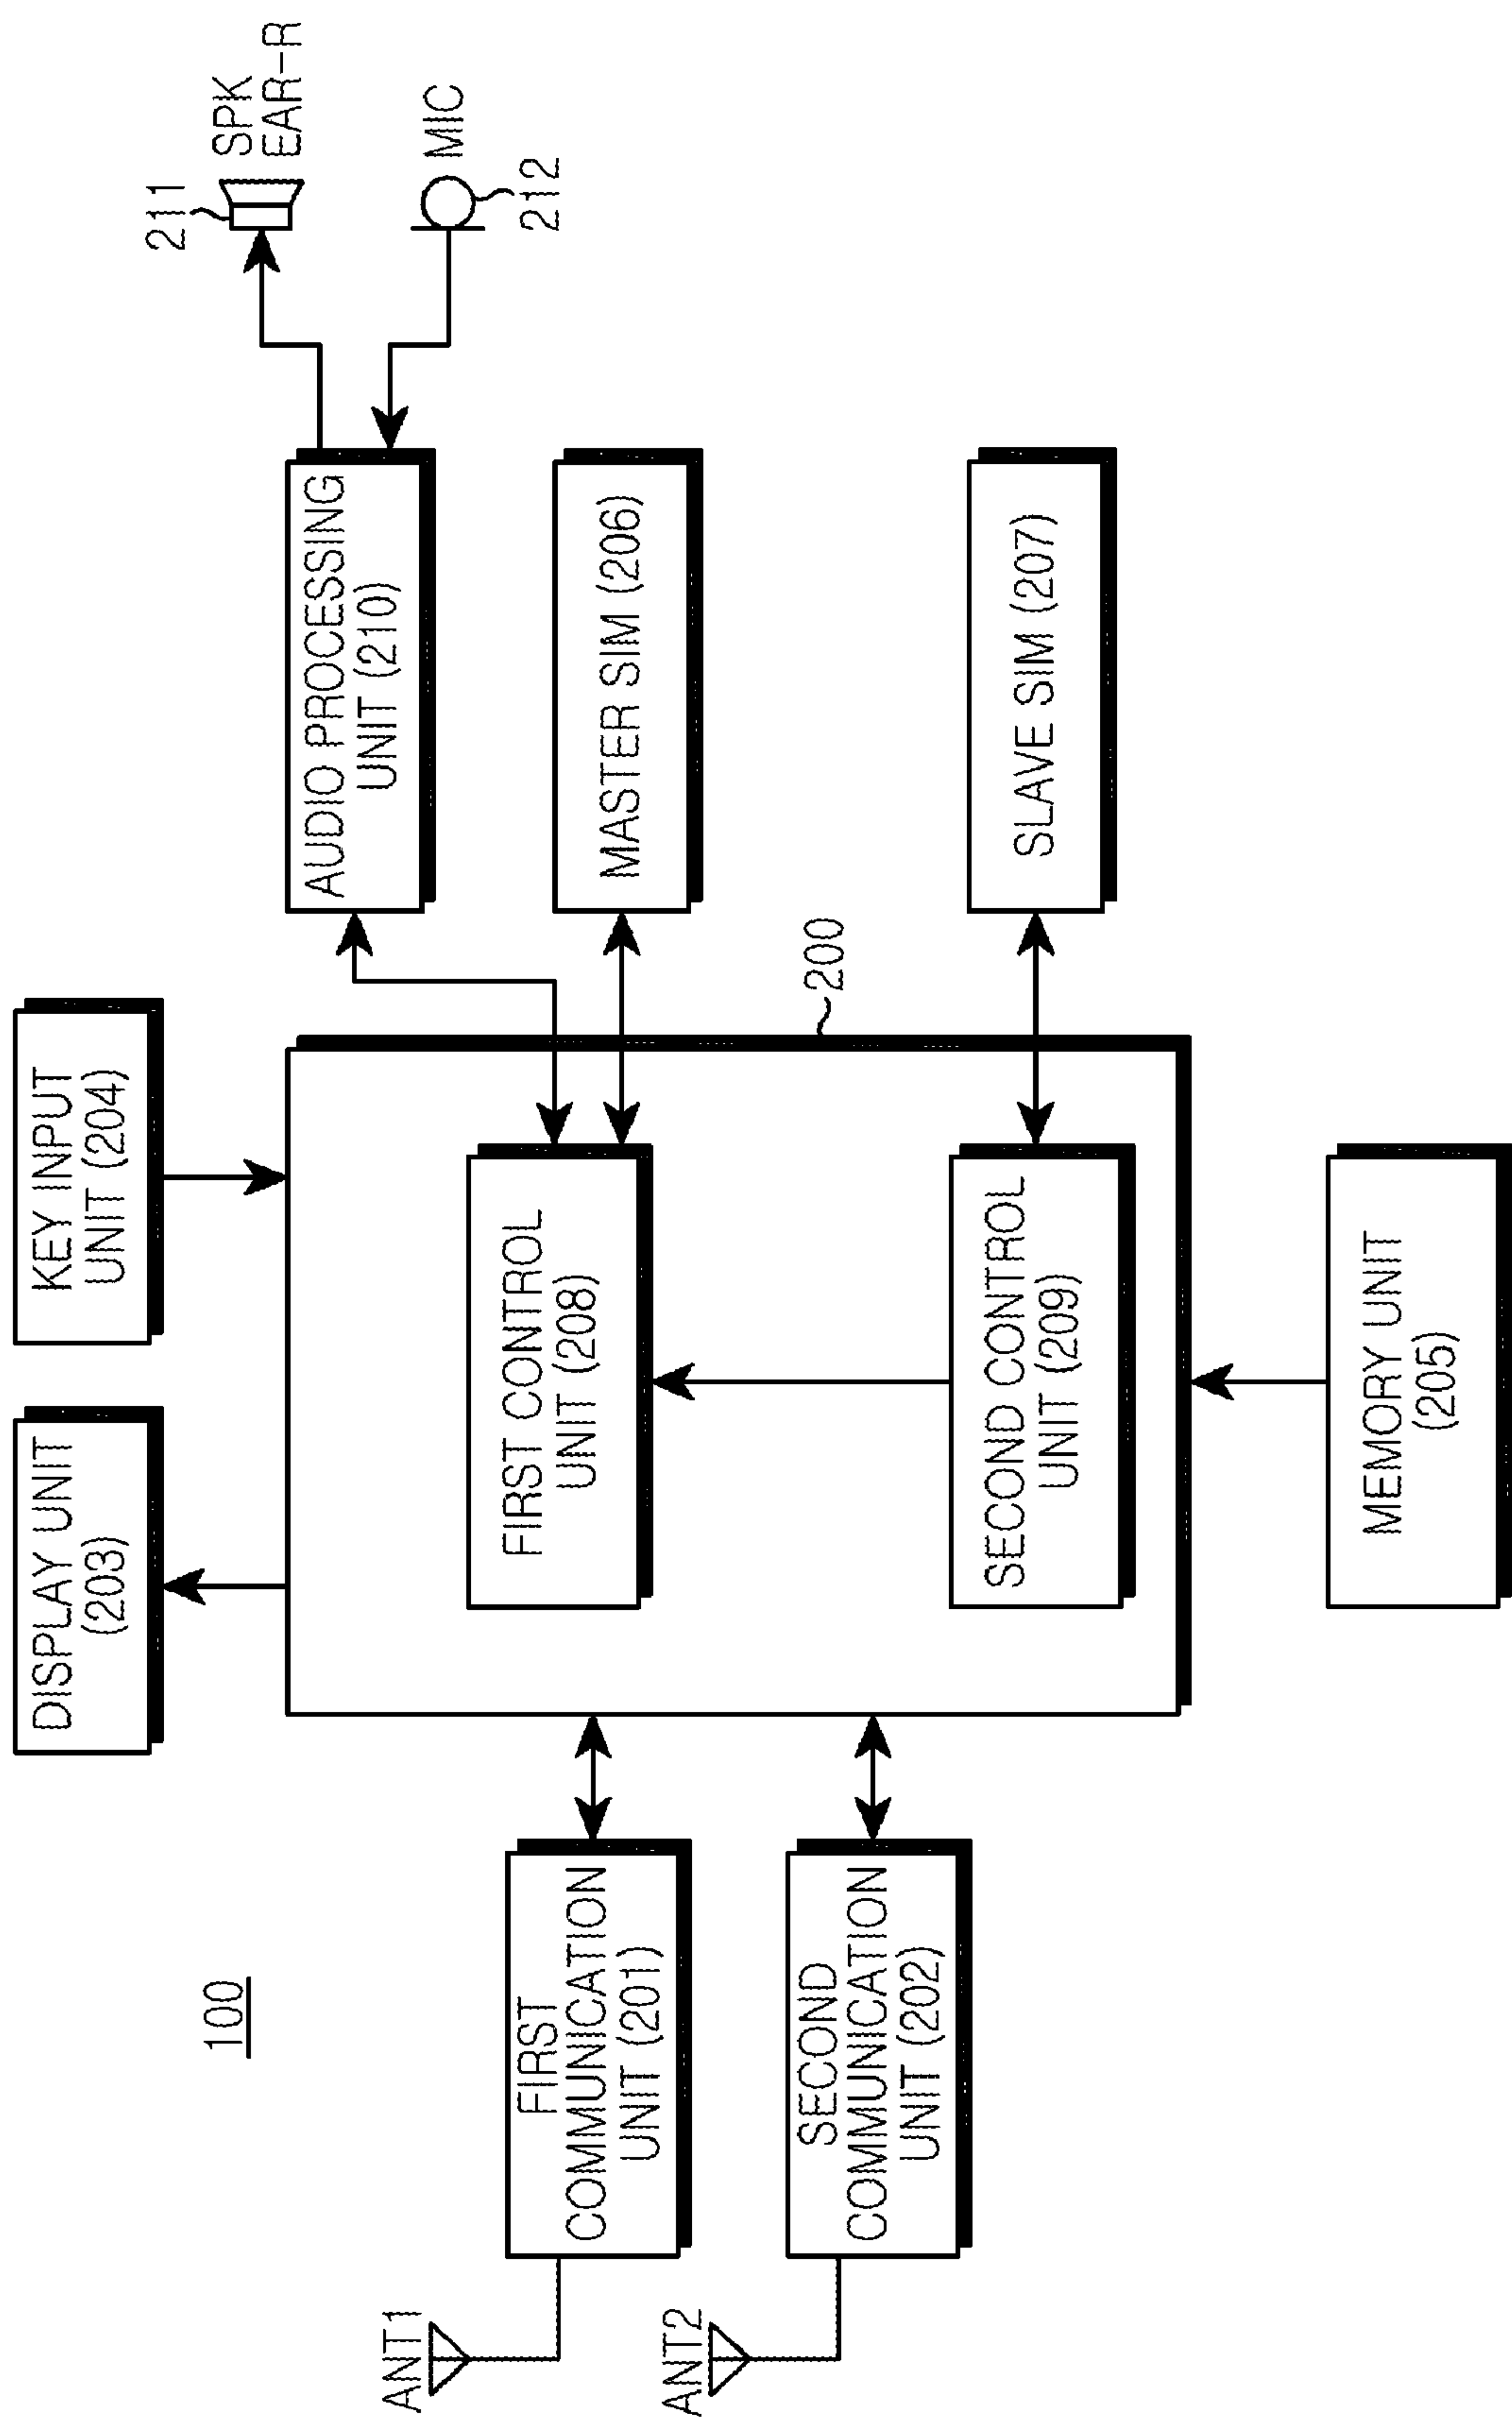 100
DISPLAY UNIT
(203)
KEY INPUT
UNIT (204)
211
SPK
EAR-R
MIC
212
AUDIO PROCESSING
UNIT (210)
ANT1
FIRST
COMMUNICATION
UNIT (201)
FIRST CONTROL
UNIT (208)
MASTER SIM (206)
200
ANT2
SECOND
COMMUNICATION
UNIT (202)
SECOND CONTROL
UNIT (209)
SLAVE SIM (207)
MEMORY UNIT
(205)